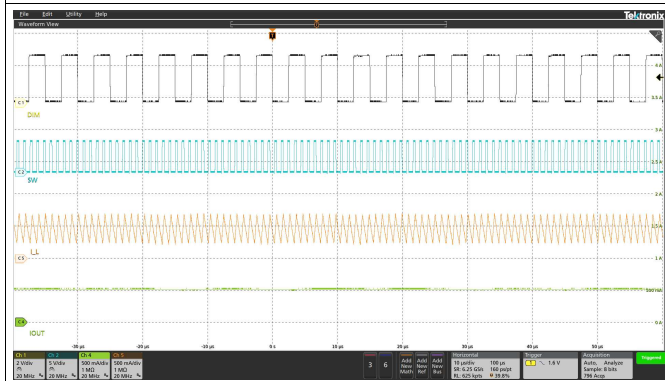 File Edit Utility Help
Tektronix
Waveform View
C1
DIM
4 A
3.5 A
3 A
C2
SW
2.5 A
2 A
I_L
1.5 A
C5
1 A
C4
IOUT
0 A
-30 µs -20 µs -10 µs 0 s 10 µs 20 µs 30 µs 40 µs 50 µs
Ch 1
2 V/div
20 MHz
Ch 2
5 V/div
20 MHz
Ch 4
500 mA/div
1 MΩ
20 MHz
Ch 5
500 mA/div
1 MΩ
20 MHz
3
6
Add New Math
Add New Ref
Add New Bus
Horizontal
10 µs/div 100 µs
SR: 6.25 GS/s 160 ps/pt
RL: 625 kpts 39.8%
Trigger
1 1.6 V
Acquisition
Auto, Analyze
Sample: 8 bits
796 Acqs
Triggered